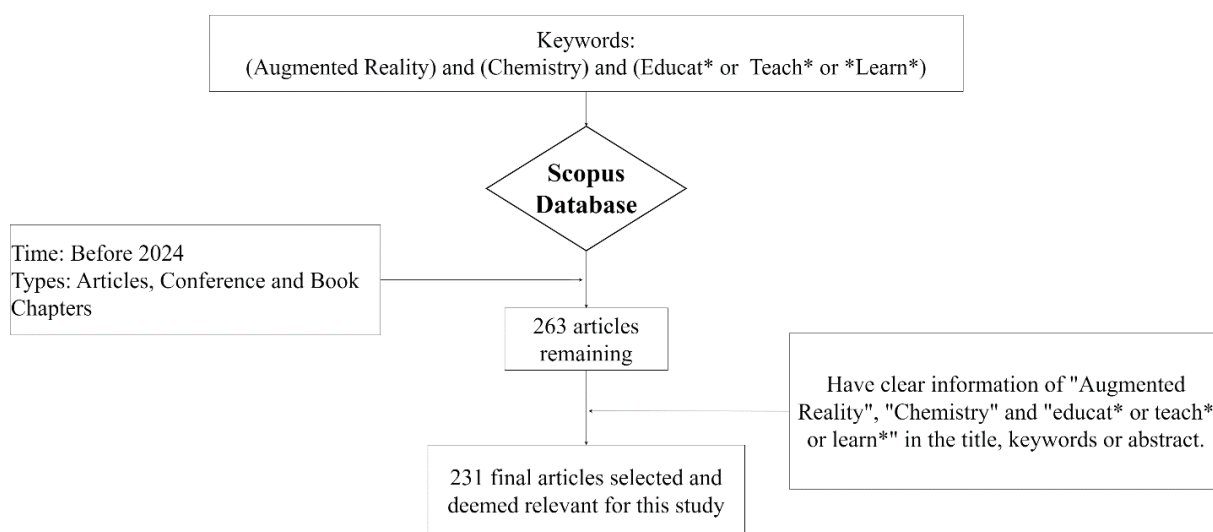 Keywords:
(Augmented Reality) and (Chemistry) and (Educat* or Teach* or *Learn*)
Scopus
Database
Time: Before 2024
Types: Articles, Conference and Book
Chapters
263 articles
remaining
Have clear information of "Augmented
Reality", "Chemistry" and "educat* or teach*
or learn*" in the title, keywords or abstract.
231 final articles selected and
deemed relevant for this study